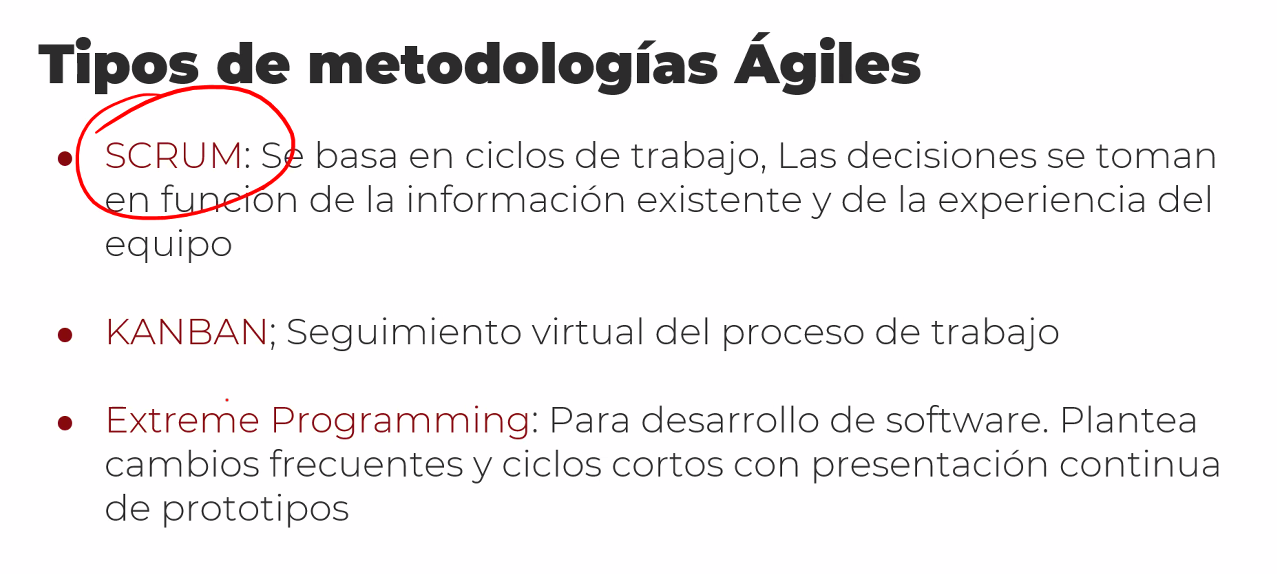 Tipos de metodologías Ágiles
• SCRUM: Se basa en ciclos de trabajo, Las decisiones se toman
en función de la información existente y de la experiencia del
equipo
• KANBAN; Seguimiento virtual del proceso de trabajo
• Extreme Programming: Para desarrollo de software. Plantea
cambios frecuentes y ciclos cortos con presentación continua
de prototipos